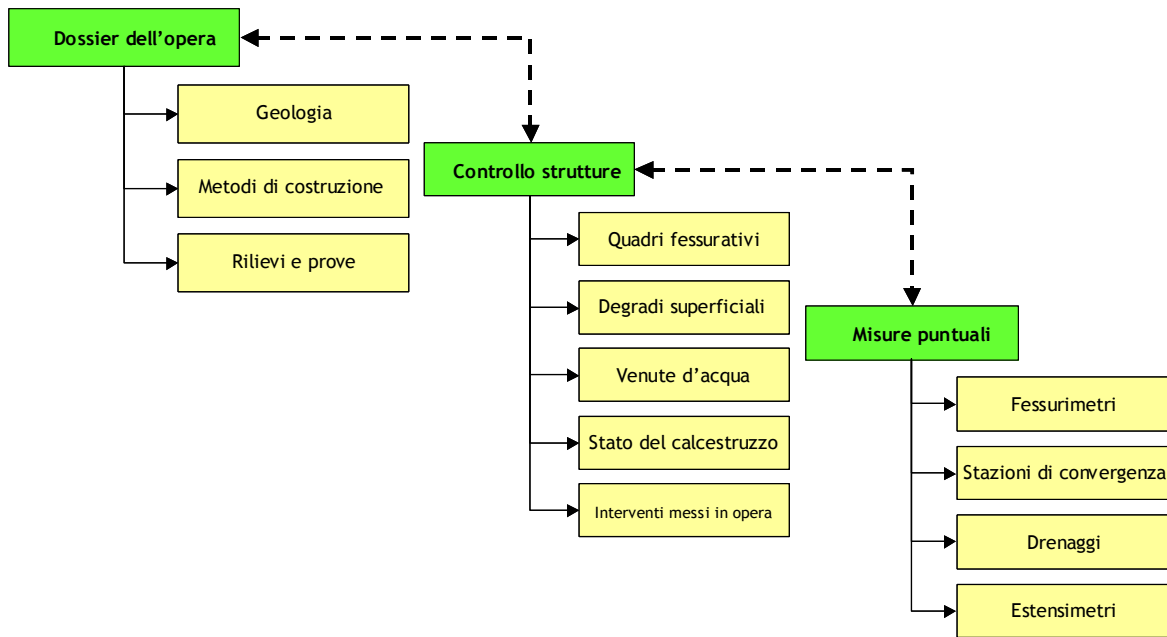 Dossier dell'opera
Geologia
Metodi di costruzione
Rilievi e prove
Controllo strutture
Quadri fessurativi
Degradi superficiali
Venute d'acqua
Stato del calcestruzzo
Interventi messi in opera
Misure puntuali
Fessurimetri
Stazioni di convergenza
Drenaggi
Estensimetri